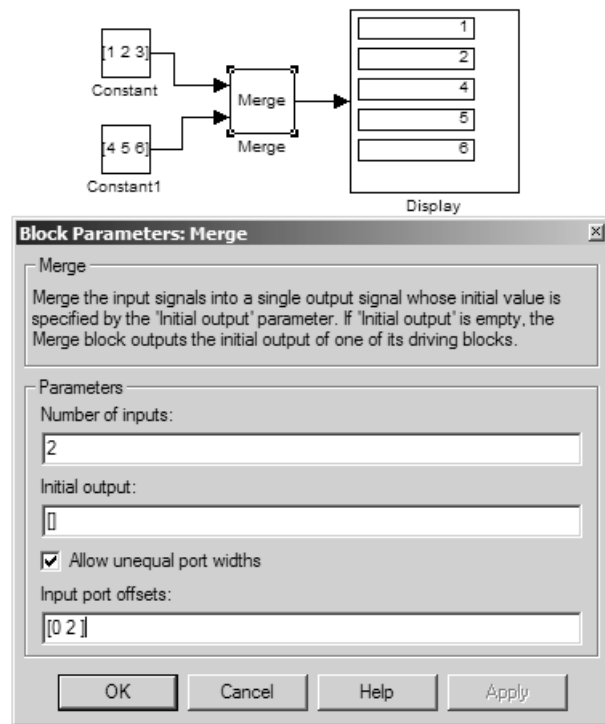 [1 2 3]
Constant
[4 5 6]
Constant1
Merge
Merge
1
2
4
5
6
Display
Block Parameters: Merge
Merge
Merge the input signals into a single output signal whose initial value is
specified by the 'Initial output' parameter. If 'Initial output' is empty, the
Merge block outputs the initial output of one of its driving blocks.
Parameters
Number of inputs:
2
Initial output:
[]
Allow unequal port widths
Input port offsets:
[0 2 ]
OK Cancel Help Apply